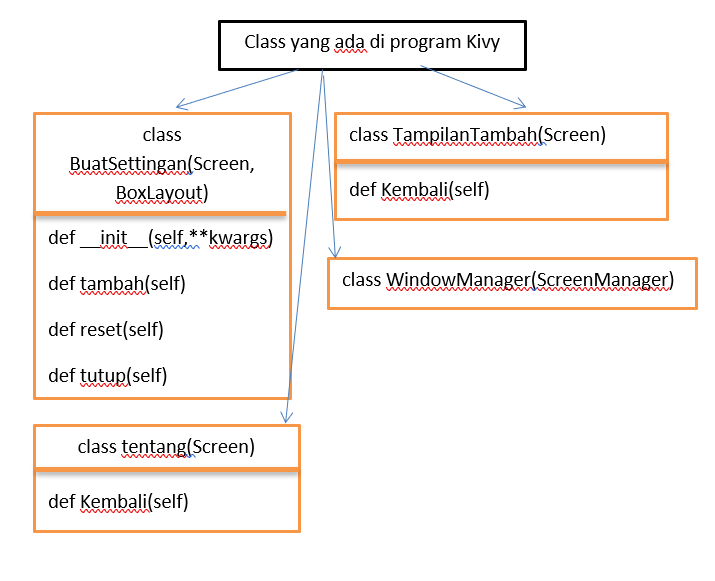 Class yang ada di program Kivy
class
BuatSettingan(Screen,
BoxLayout)
def __init__(self,**kwargs)
def tambah(self)
def reset(self)
def tutup(self)
class TampilanTambah(Screen)
def Kembali(self)
class WindowManager(ScreenManager)
class tentang(Screen)
def Kembali(self)